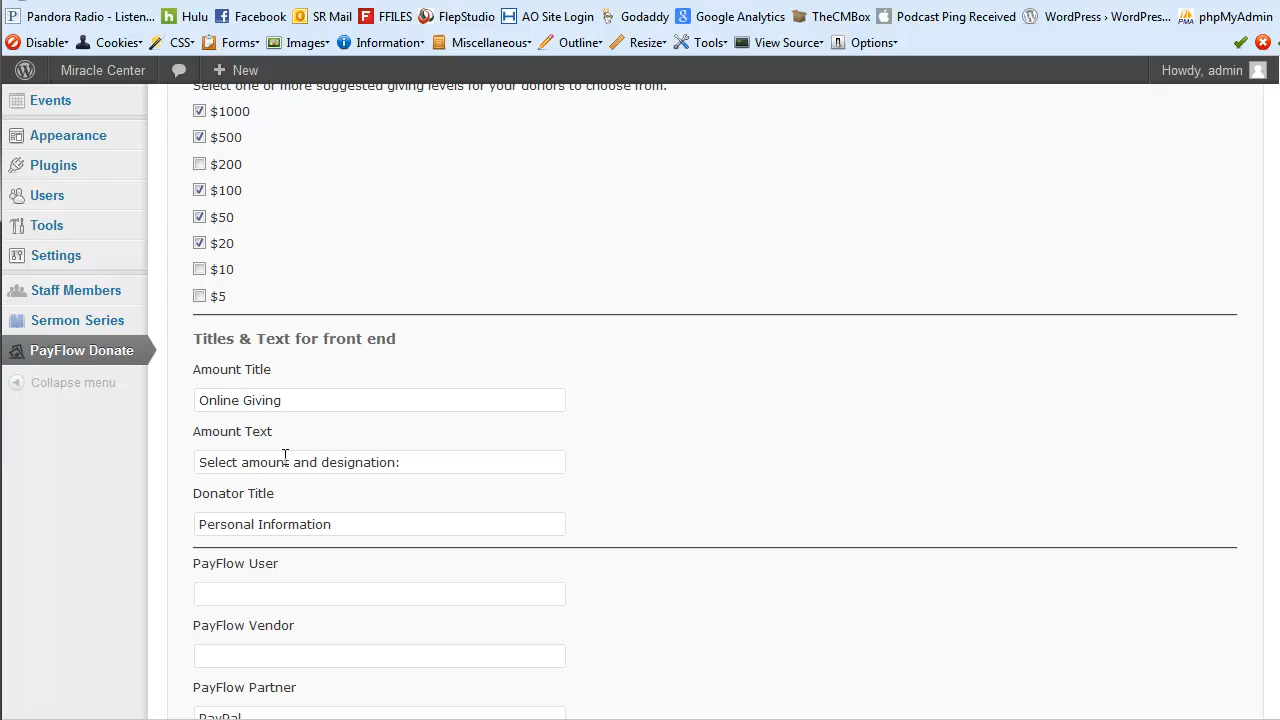 Pandora Radio - Listen... Hulu Facebook SR Mail FFILES FlepStudio AO Site Login Godaddy Google Analytics TheCMBox Podcast Ping Received WordPress › WordPres... phpMyAdmin
Disable Cookies CSS Forms Images Information Miscellaneous Outline Resize Tools View Source Options
Miracle Center New Howdy, admin
Select one or more suggested giving levels for your donors to choose from.
Events
$1000
Appearance
$500
Plugins
$200
Users
$100
Tools
$50
Settings
$20
$10
Staff Members
$5
Sermon Series
Titles & Text for front end
PayFlow Donate
Amount Title
Collapse menu
Online Giving
Amount Text
Select amount and designation:
Donator Title
Personal Information
PayFlow User
PayFlow Vendor
PayFlow Partner
PayPal